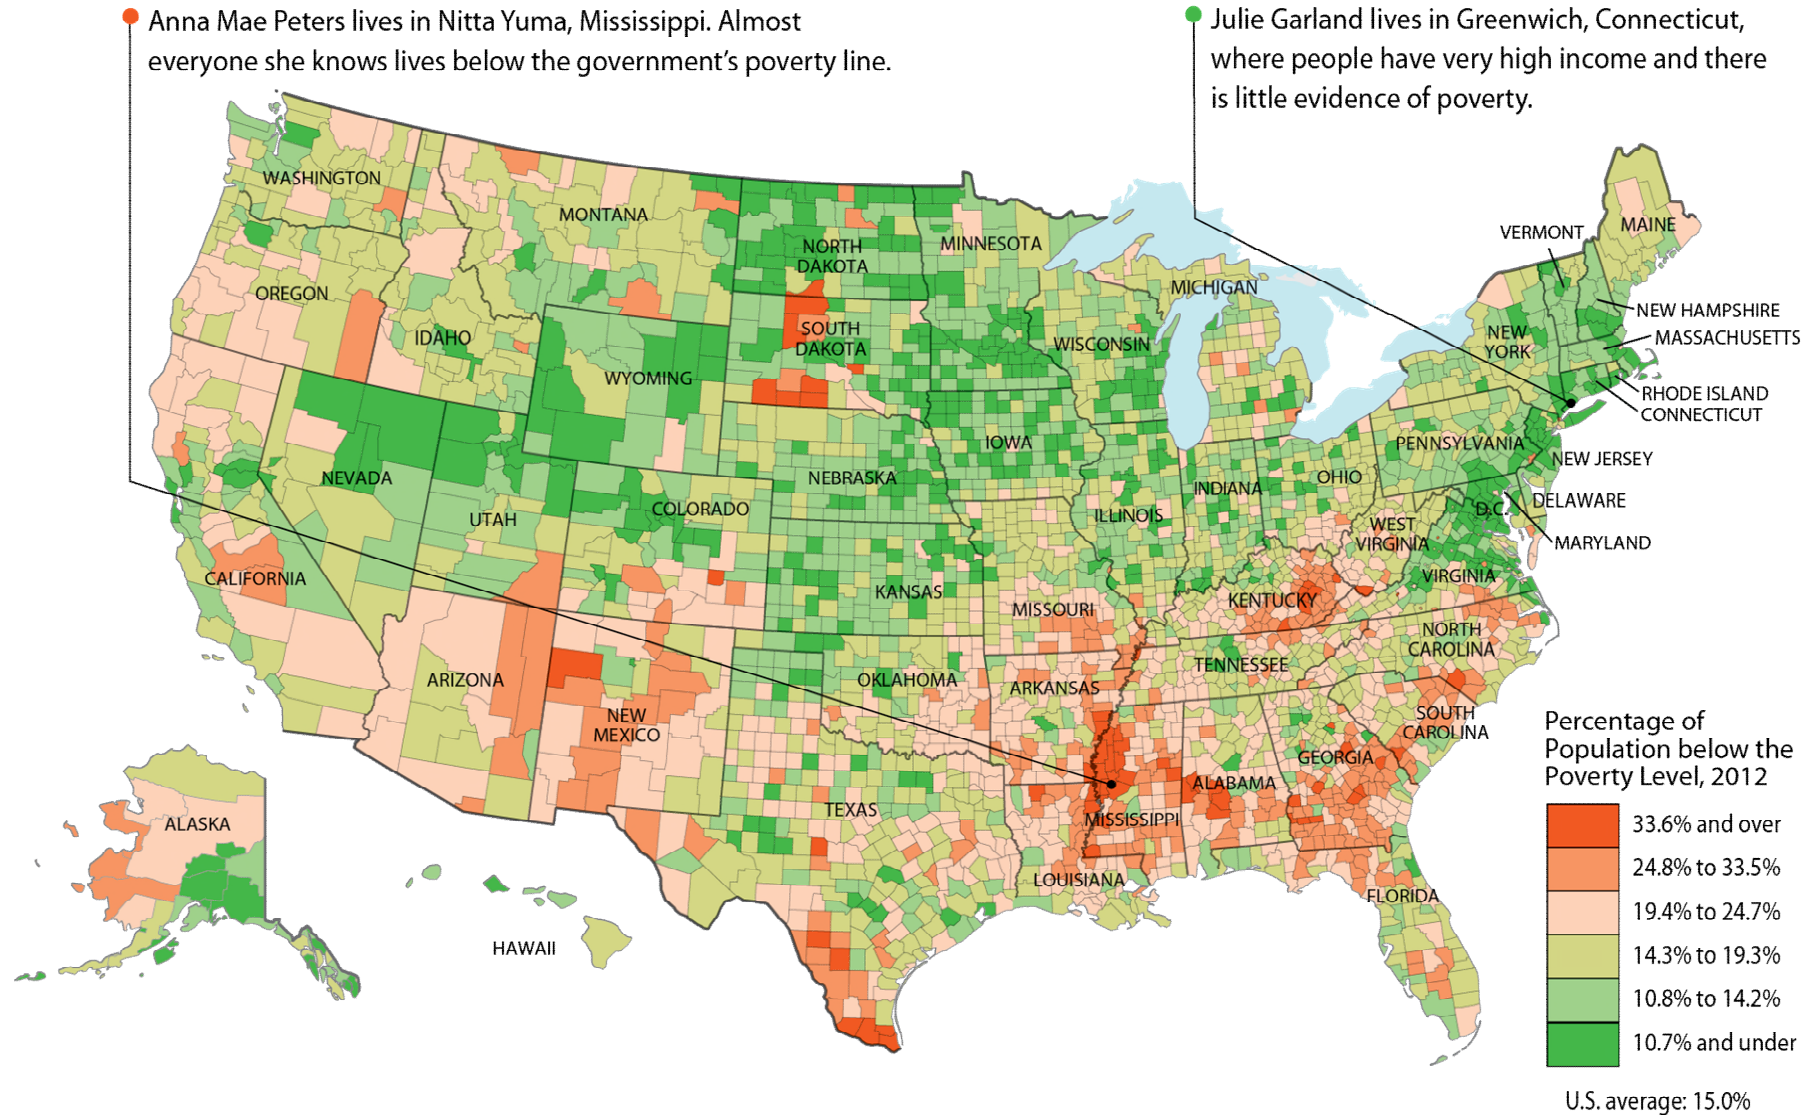 Anna Mae Peters lives in Nitta Yuma, Mississippi. Almost
everyone she knows lives below the government’s poverty line.
Julie Garland lives in Greenwich, Connecticut,
where people have very high income and there
is little evidence of poverty.
WASHINGTON
MONTANA
NORTH
DAKOTA
MINNESOTA
VERMONT
MAINE
OREGON
IDAHO
SOUTH
DAKOTA
WISCONSIN
MICHIGAN
NEW
YORK
NEW HAMPSHIRE
MASSACHUSETTS
WYOMING
RHODE ISLAND
CONNECTICUT
NEVADA
UTAH
COLORADO
NEBRASKA
IOWA
ILLINOIS
INDIANA
OHIO
PENNSYLVANIA
NEW JERSEY
DELAWARE
D.C.
WEST
VIRGINIA
MARYLAND
CALIFORNIA
KANSAS
MISSOURI
KENTUCKY
VIRGINIA
ARIZONA
NEW
MEXICO
OKLAHOMA
ARKANSAS
TENNESSEE
NORTH
CAROLINA
SOUTH
CAROLINA
TEXAS
LOUISIANA
MISSISSIPPI
ALABAMA
GEORGIA
FLORIDA
ALASKA
HAWAII
Percentage of
Population below the
Poverty Level, 2012
33.6% and over
24.8% to 33.5%
19.4% to 24.7%
14.3% to 19.3%
10.8% to 14.2%
10.7% and under
U.S. average: 15.0%